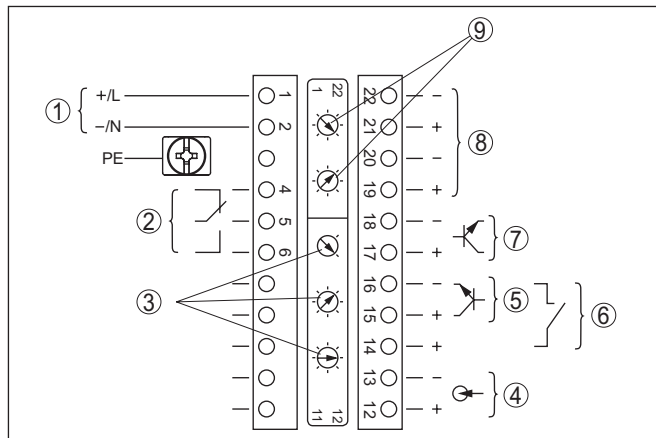 ⑨
① +/L 1 1 22 22 −
−/N 2 21 + ⑧
PE 20 −
4 19 +
② 5 18 − ⑦
6 17 +
③ 16 − ⑤
15 + ⑥
14 +
13 − ④
11 12 12 +